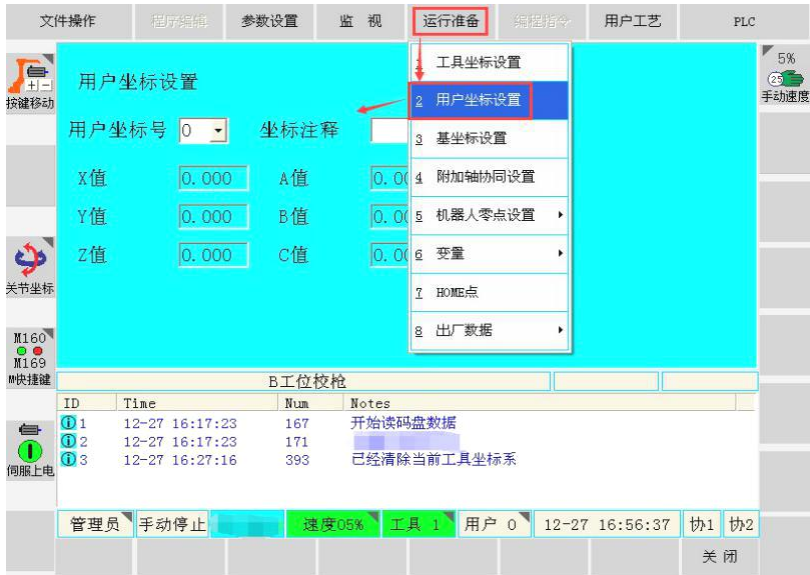 文件操作 程序编辑 参数设置 监 视 运行准备 编程指令 用户工艺 PLC
按键移动
5%
25
手动速度
用户坐标设置
用户坐标号 0 坐标注释
X值 0.000 A值 0.00
Y值 0.000 B值 0.00
Z值 0.000 C值 0.00
1 工具坐标设置
2 用户坐标设置
3 基坐标设置
4 附加轴协同设置
5 机器人零点设置
6 变量
7 HOME点
8 出厂数据
关节坐标
M160
M169
M快捷键
伺服上电
B工位校枪
ID Time Num Notes
1 12-27 16:17:23 167 开始读码盘数据
2 12-27 16:17:23 171
3 12-27 16:27:16 393 已经清除当前工具坐标系
管理员 手动停止 速度05% 工具 1 用户 0 12-27 16:56:37 协1 协2
关 闭